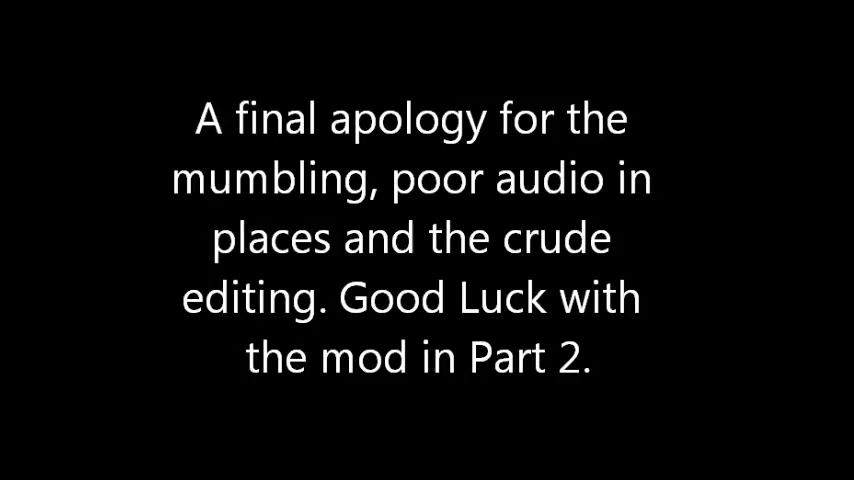 A final apology for the
mumbling, poor audio in
places and the crude
editing. Good Luck with
the mod in Part 2.